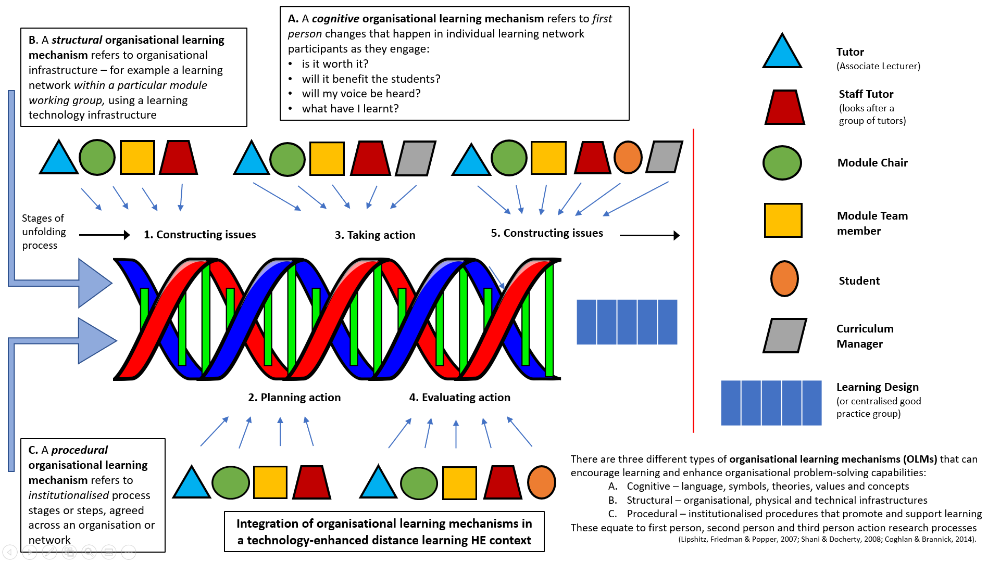 A. A cognitive organisational learning mechanism refers to first
person changes that happen in individual learning network
participants as they engage:
• is it worth it?
• will it benefit the students?
• will my voice be heard?
• what have I learnt?
B. A structural organisational learning
mechanism refers to organisational
infrastructure – for example a learning
network within a particular module
working group, using a learning
technology infrastructure
Stages of
unfolding
process
1. Constructing issues
3. Taking action
5. Constructing issues
2. Planning action
4. Evaluating action
C. A procedural
organisational learning
mechanism refers to
institutionalised process
stages or steps, agreed
across an organisation or
network
Integration of organisational learning mechanisms in
a technology-enhanced distance learning HE context
Tutor
(Associate Lecturer)
Staff Tutor
(looks after a
group of tutors)
Module Chair
Module Team
member
Student
Curriculum
Manager
Learning Design
(or centralised good
practice group)
There are three different types of organisational learning mechanisms (OLMs) that can
encourage learning and enhance organisational problem-solving capabilities:
A. Cognitive – language, symbols, theories, values and concepts
B. Structural – organisational, physical and technical infrastructures
C. Procedural – institutionalised procedures that promote and support learning
These equate to first person, second person and third person action research processes
(Lipshitz, Friedman & Popper, 2007; Shani & Docherty, 2008; Coghlan & Brannick, 2014).